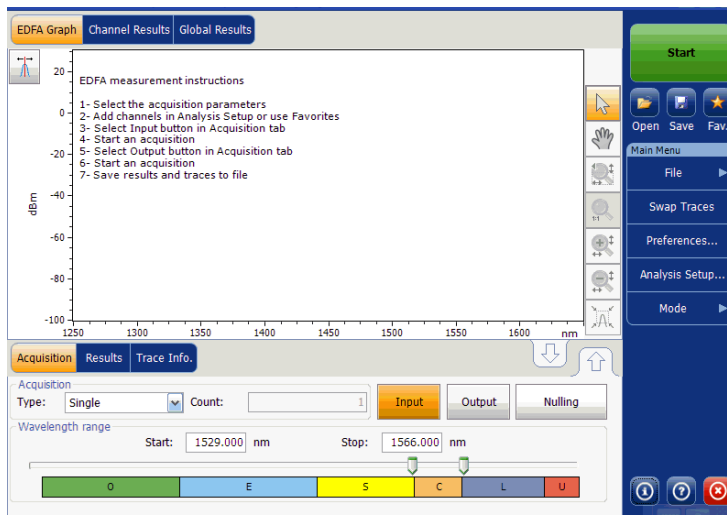 EDFA Graph Channel Results Global Results
Start
EDFA measurement instructions
1- Select the acquisition parameters
2- Add channels in Analysis Setup or use Favorites
3- Select Input button in Acquisition tab
4- Start an acquisition
5- Select Output button in Acquisition tab
6- Start an acquisition
7- Save results and traces to file
20
0
-20
-40
-60
-80
-100
dBm
1250 1300 1350 1400 1450 1500 1550 1600 nm
1:1
Open Save Fav.
Main Menu
File
Swap Traces
Preferences...
Analysis Setup...
Mode
Acquisition Results Trace Info.
Acquisition
Type: Single Count: 1 Input Output Nulling
Wavelength range
Start: 1529.000 nm Stop: 1566.000 nm
O E S C L U